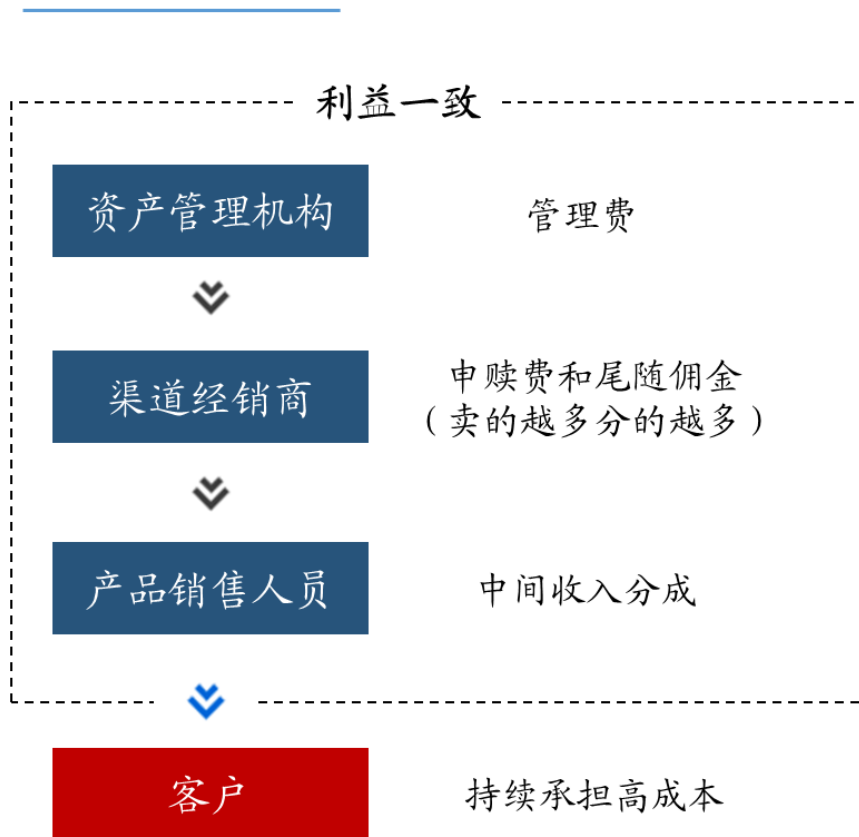 利益一致
资产管理机构
管理费
渠道经销商
申赎费和尾随佣金
（卖的越多分的越多）
产品销售人员
中间收入分成
客户
持续承担高成本